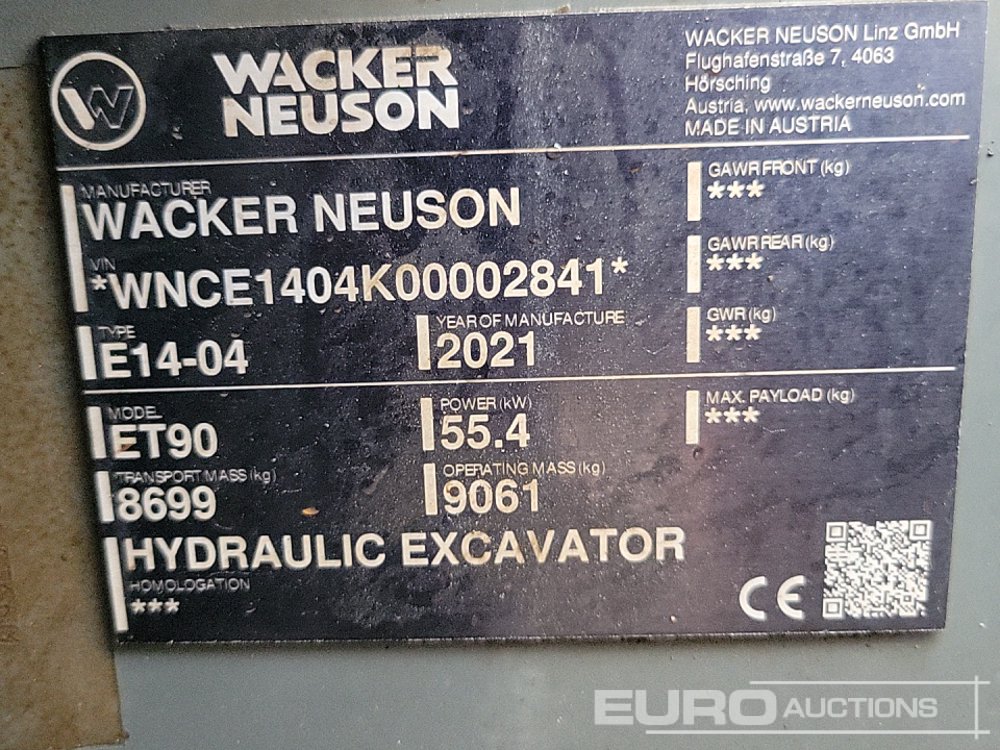 WACKER
NEUSON
WACKER NEUSON Linz GmbH
Flughafenstraße 7, 4063
Hörsching
Austria, www.wackerneuson.com
MADE IN AUSTRIA
MANUFACTURER
WACKER NEUSON
VIN
*WNCE1404K00002841*
TYPE
E14-04
YEAR OF MANUFACTURE
2021
GAWR FRONT (kg)
***
GAWR REAR (kg)
***
GWR (kg)
***
MODEL
ET90
POWER (kW)
55.4
MAX. PAYLOAD (kg)
***
TRANSPORT MASS (kg)
8699
OPERATING MASS (kg)
9061
HYDRAULIC EXCAVATOR
HOMOLOGATION
***
CE
EURO AUCTIONS